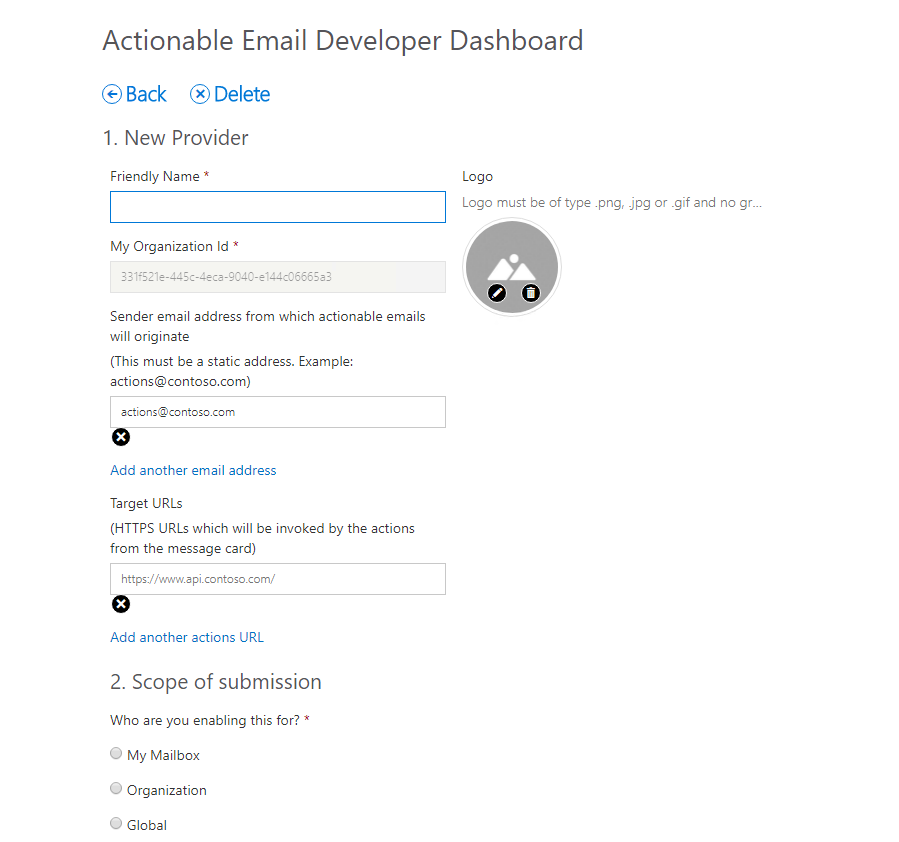 Actionable Email Developer Dashboard
Back Delete
1. New Provider
Friendly Name *
Logo
Logo must be of type .png, .jpg or .gif and no gr...
My Organization Id *
331f521e-445c-4eca-9040-e144c06665a3
Sender email address from which actionable emails
will originate
(This must be a static address. Example:
actions@contoso.com)
actions@contoso.com
Add another email address
Target URLs
(HTTPS URLs which will be invoked by the actions
from the message card)
https://www.api.contoso.com/
Add another actions URL
2. Scope of submission
Who are you enabling this for? *
My Mailbox
Organization
Global